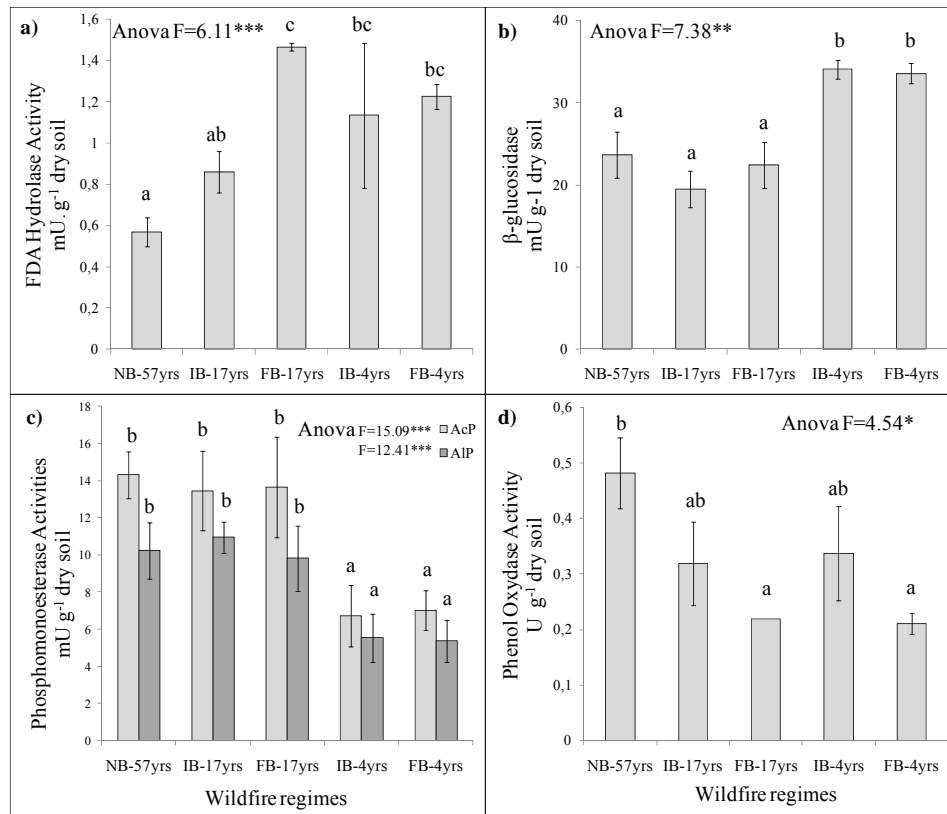 a)
Anova F=6.11***
FDA Hydrolase Activity
mU. g-1 dry soil
1,6
1,4
1,2
1
0,8
0,6
0,4
0,2
0
a
ab
c
bc
bc
NB-57yrs IB-17yrs FB-17yrs IB-4yrs FB-4yrs
b)
Anova F=7.38**
β-glucosidase
mU g-1 dry soil
40
30
20
10
0
a
a
a
b
b
NB-57yrs IB-17yrs FB-17yrs IB-4yrs FB-4yrs
c)
Anova F=15.09*** AcP
F=12.41*** AlP
Phosphomonoesterase Activities
mU g-1 dry soil
18
16
14
12
10
8
6
4
2
0
b
b
b
b
b
b
a
a
a
a
NB-57yrs IB-17yrs FB-17yrs IB-4yrs FB-4yrs
Wildfire regimes
d)
Anova F=4.54*
Phenol Oxydase Activity
U g-1 dry soil
0,6
0,5
0,4
0,3
0,2
0,1
0
b
ab
a
ab
a
NB-57yrs IB-17yrs FB-17yrs IB-4yrs FB-4yrs
Wildfire regimes